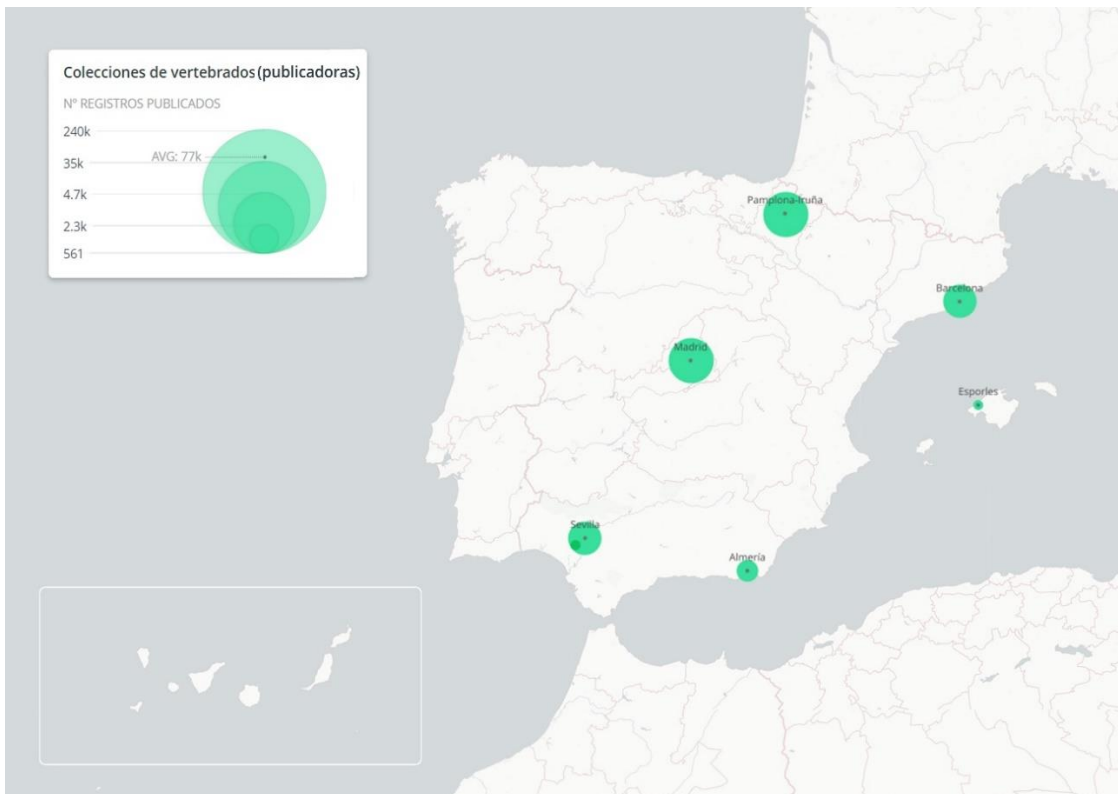 Colecciones de vertebrados (publicadoras)
Nº REGISTROS PUBLICADOS
240k
AVG: 77k
35k
4.7k
2.3k
561
Pamplona-Iruña
Barcelona
Madrid
Esporles
Sevilla
Almería